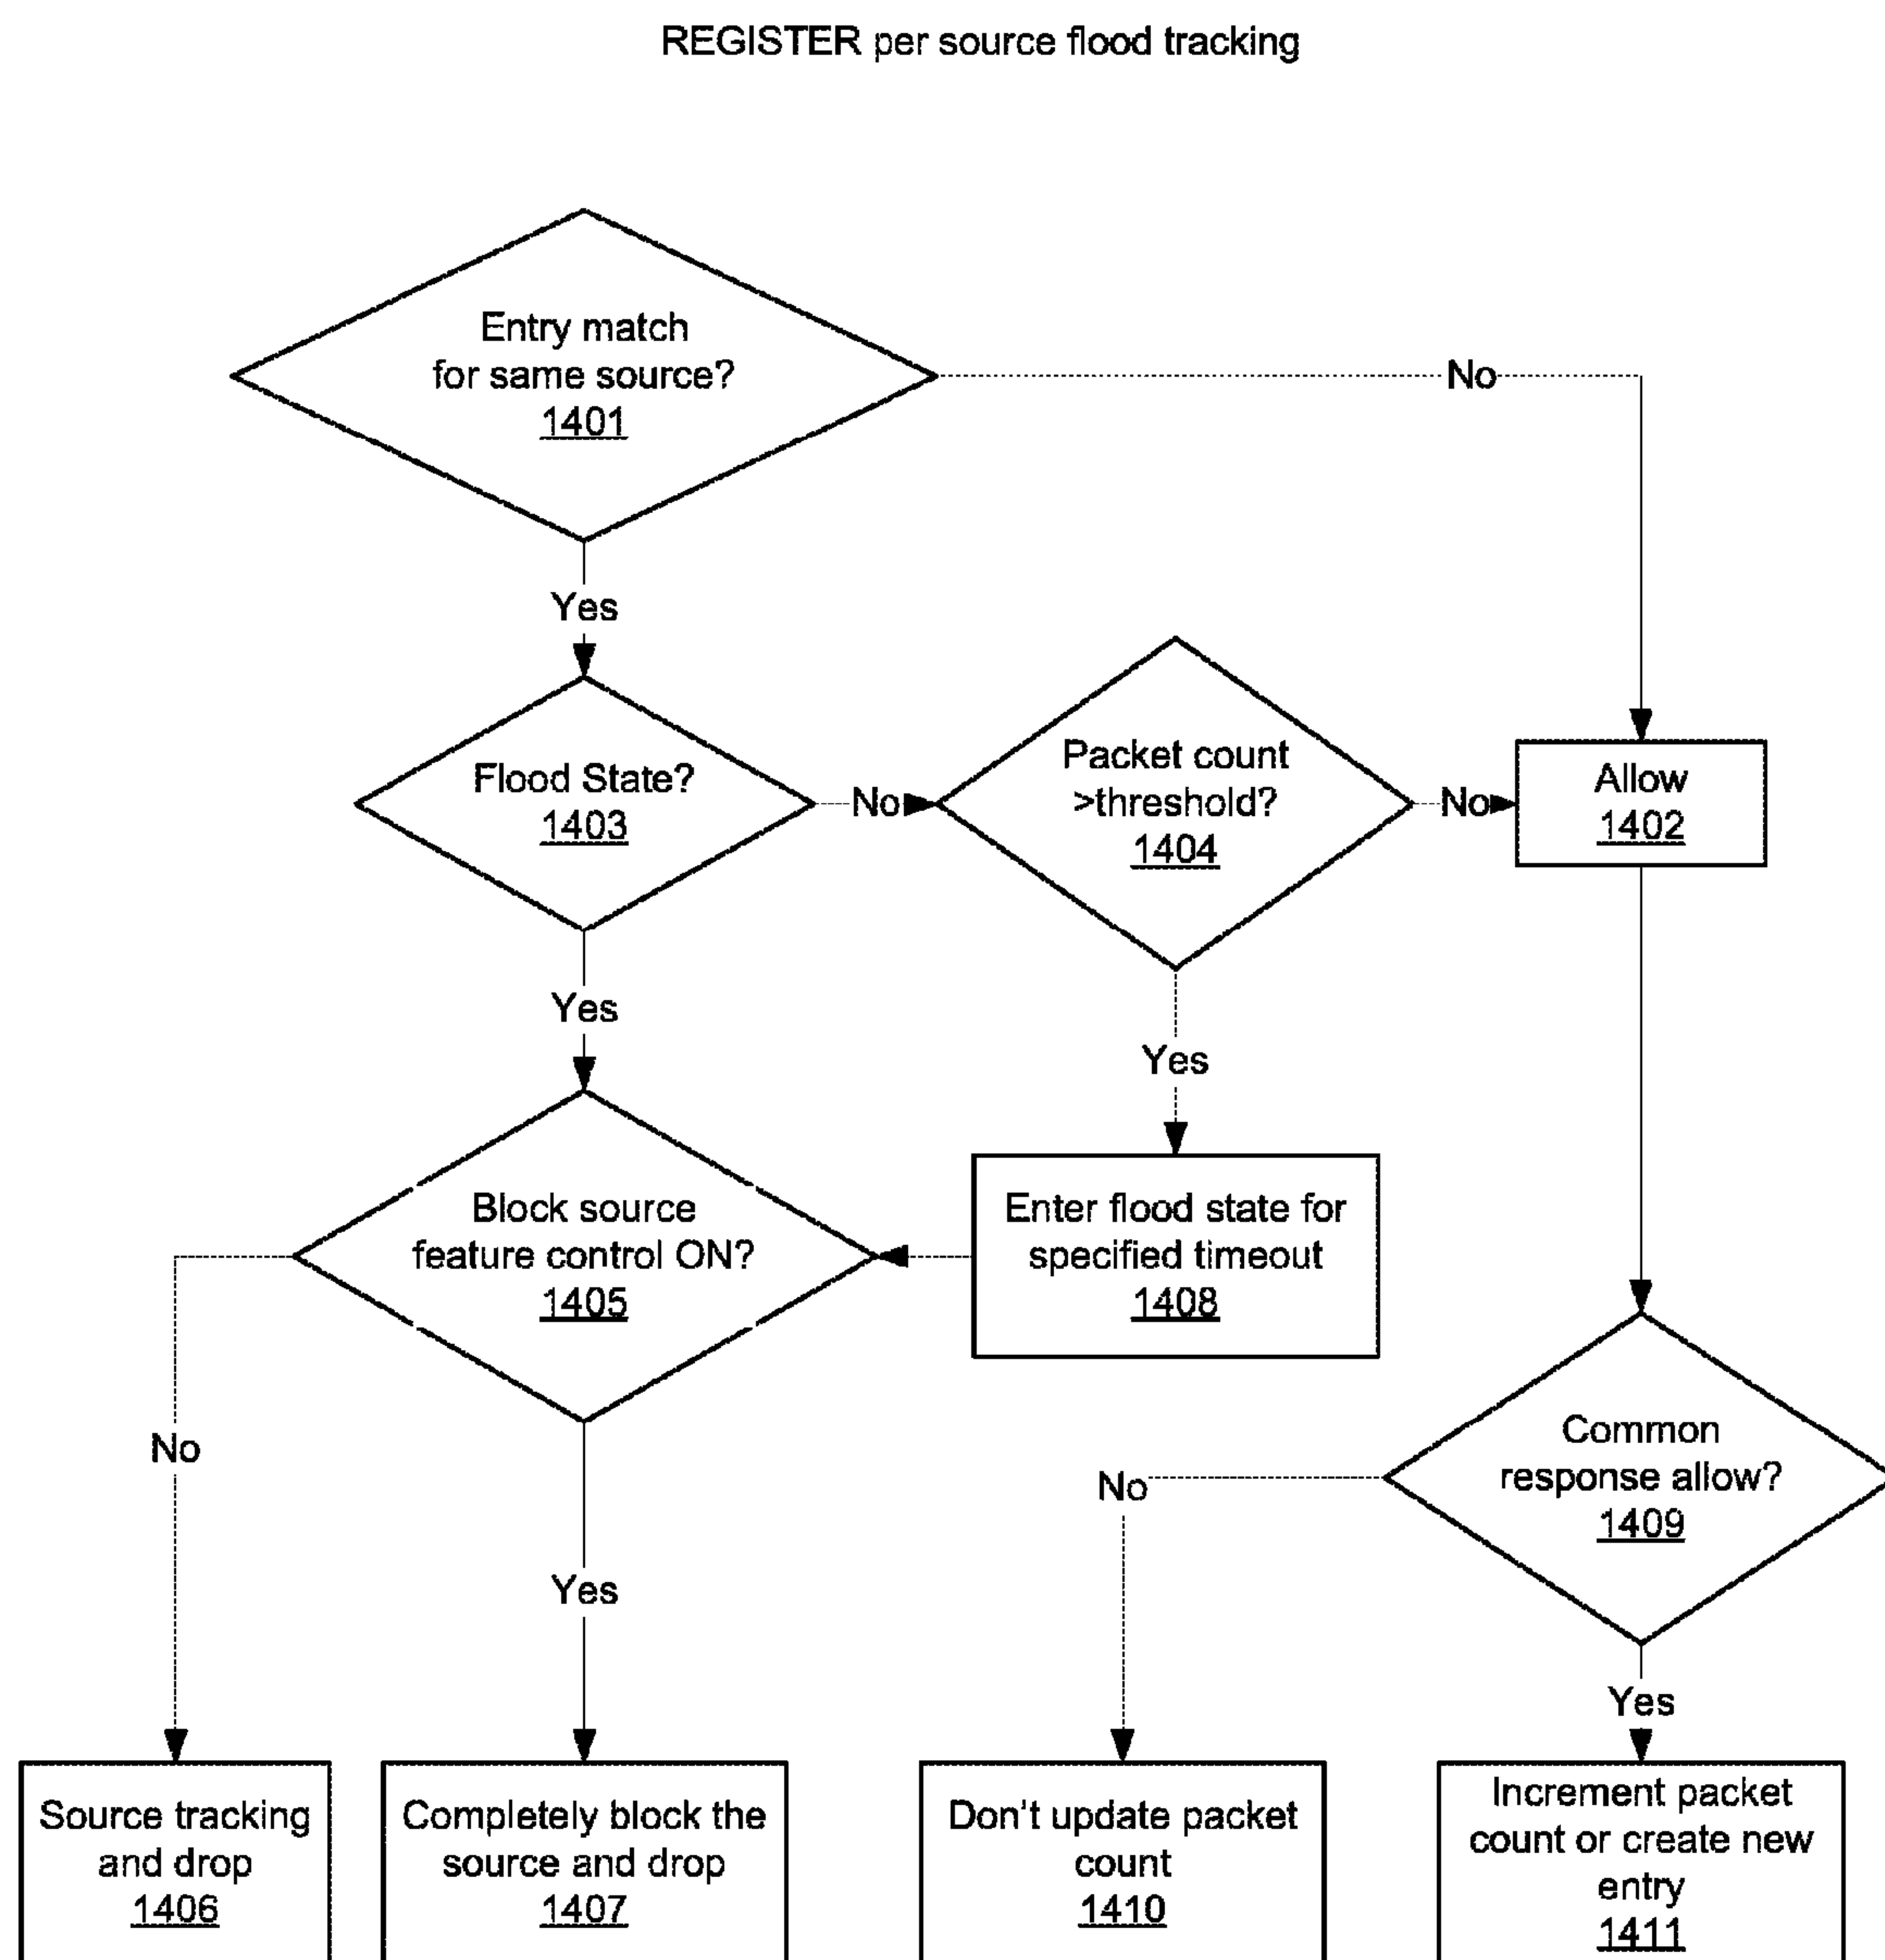 REGISTER per source flood tracking
Entry match
for same source?
1401
No
Yes
Flood State?
1403
No
Packet count
>threshold?
1404
No
Allow
1402
Yes
Yes
Block source
feature control ON?
1405
Enter flood state for
specified timeout
1408
No
Yes
Common
response allow?
1409
No
Yes
Source tracking
and drop
1406
Completely block the
source and drop
1407
Don't update packet
count
1410
Increment packet
count or create new
entry
1411